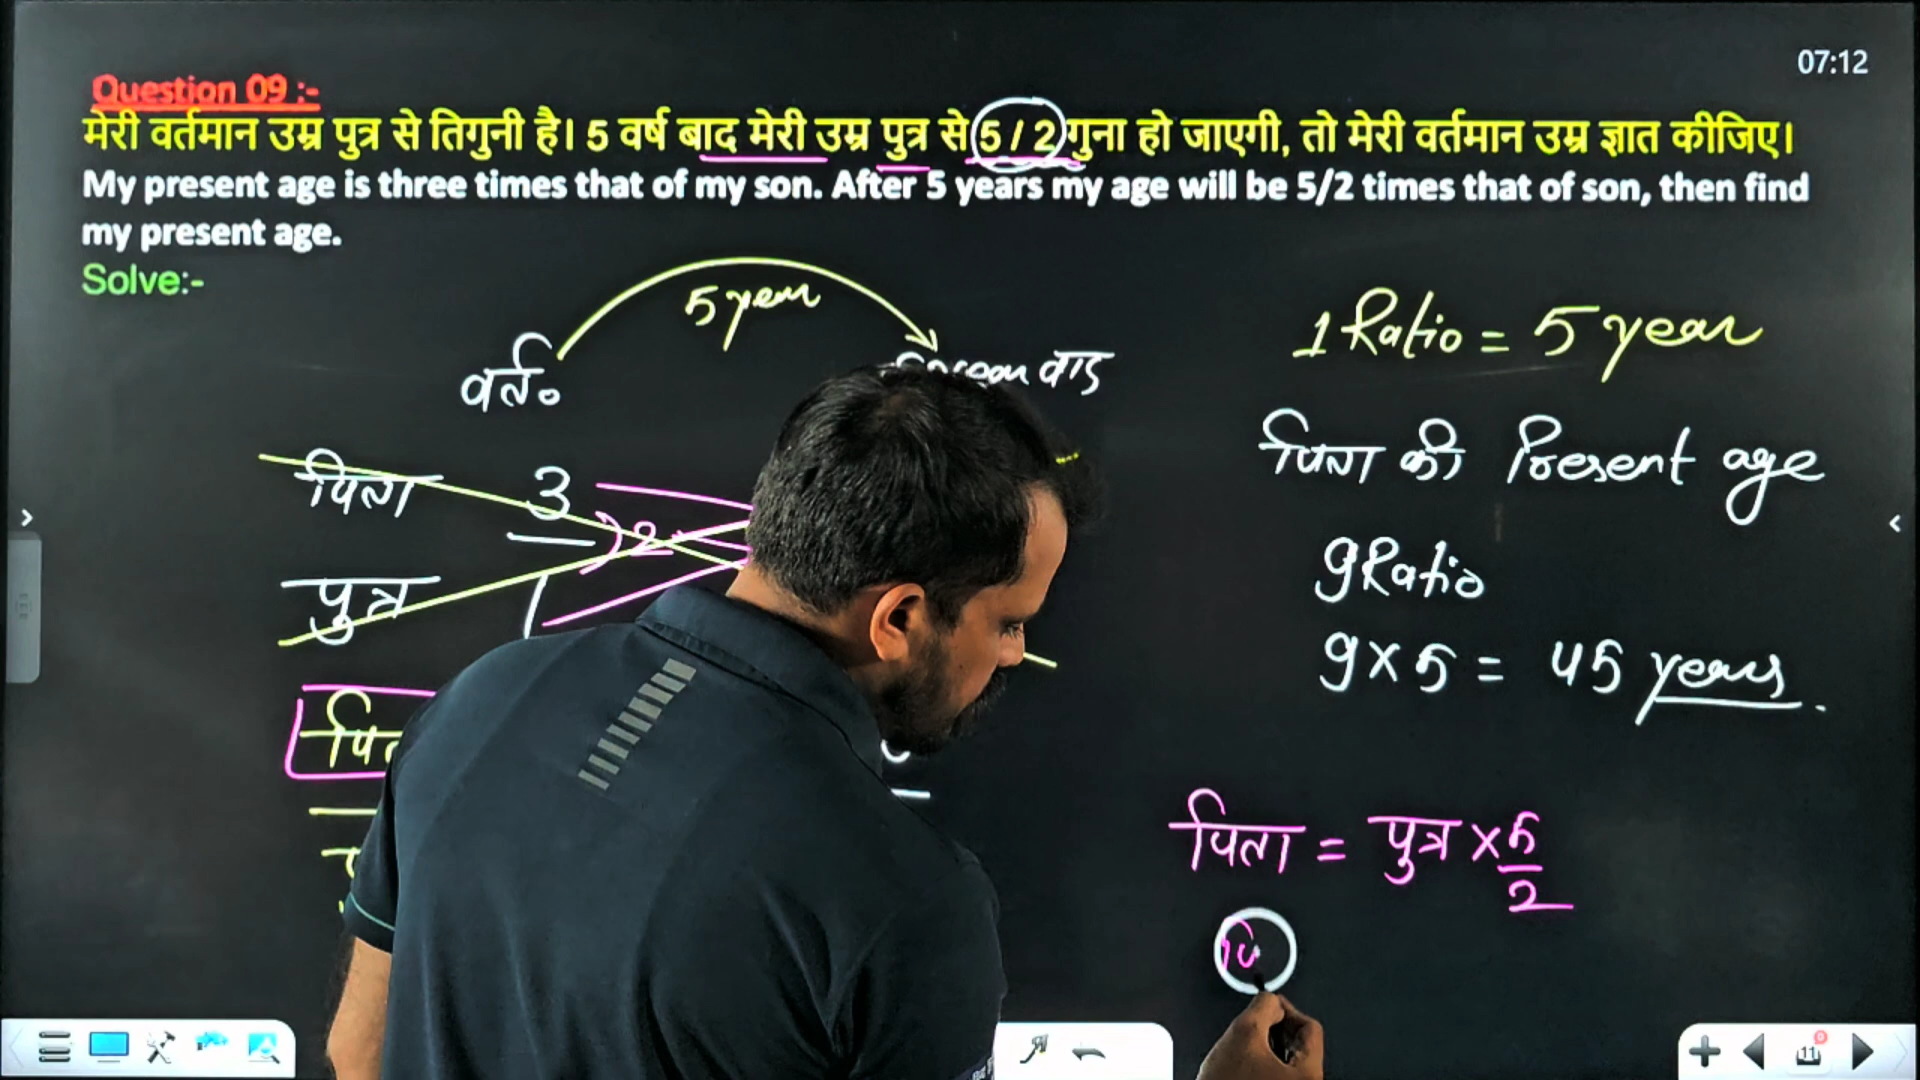 07:12
Question 09 :-
मेरी वर्तमान उम्र पुत्र से तिगुनी है। 5 वर्ष बाद मेरी उम्र पुत्र से 5 / 2 गुना हो जाएगी, तो मेरी वर्तमान उम्र ज्ञात कीजिए।
My present age is three times that of my son. After 5 years my age will be 5/2 times that of son, then find
my present age.
Solve:-
5 year
वर्त०
बाद
पिता 3
2
पुत्र 1
1 Ratio = 5 year
पिता की Present age
9 Ratio
9 × 5 = 45 years.
पिता = पुत्र × 5/2
11